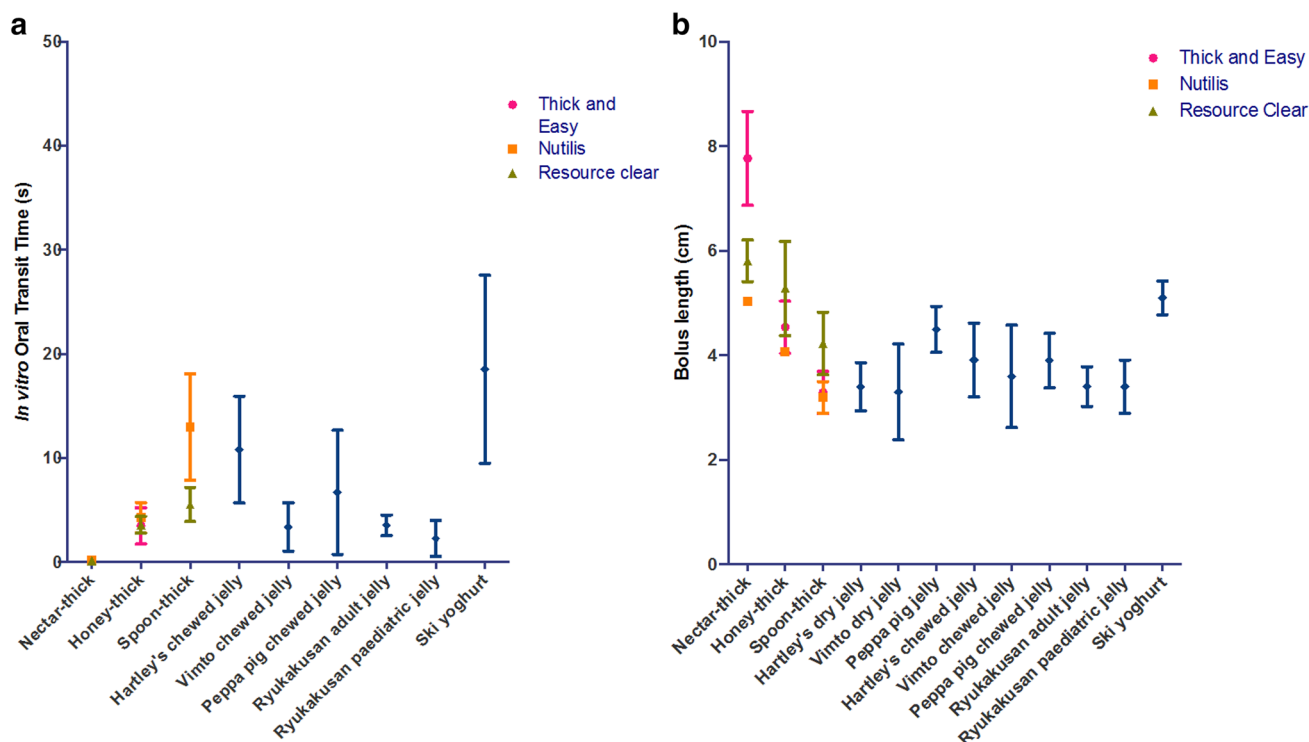 a
50
40
30
20
10
0
In vitro Oral Transit Time (s)
Thick and
Easy
Nutilis
Resource clear
Nectar-thick
Honey-thick
Spoon-thick
Hartley's chewed jelly
Vimto chewed jelly
Peppa pig chewed jelly
Ryukakusan adult jelly
Ryukakusan paediatric jelly
Ski yoghurt
b
10
8
6
4
2
0
Bolus length (cm)
Thick and Easy
Nutilis
Resource Clear
Nectar-thick
Honey-thick
Spoon-thick
Hartley's dry jelly
Vimto dry jelly
Peppa pig jelly
Hartley's chewed jelly
Vimto chewed jelly
Peppa pig chewed jelly
Ryukakusan adult jelly
Ryukakusan paediatric jelly
Ski yoghurt